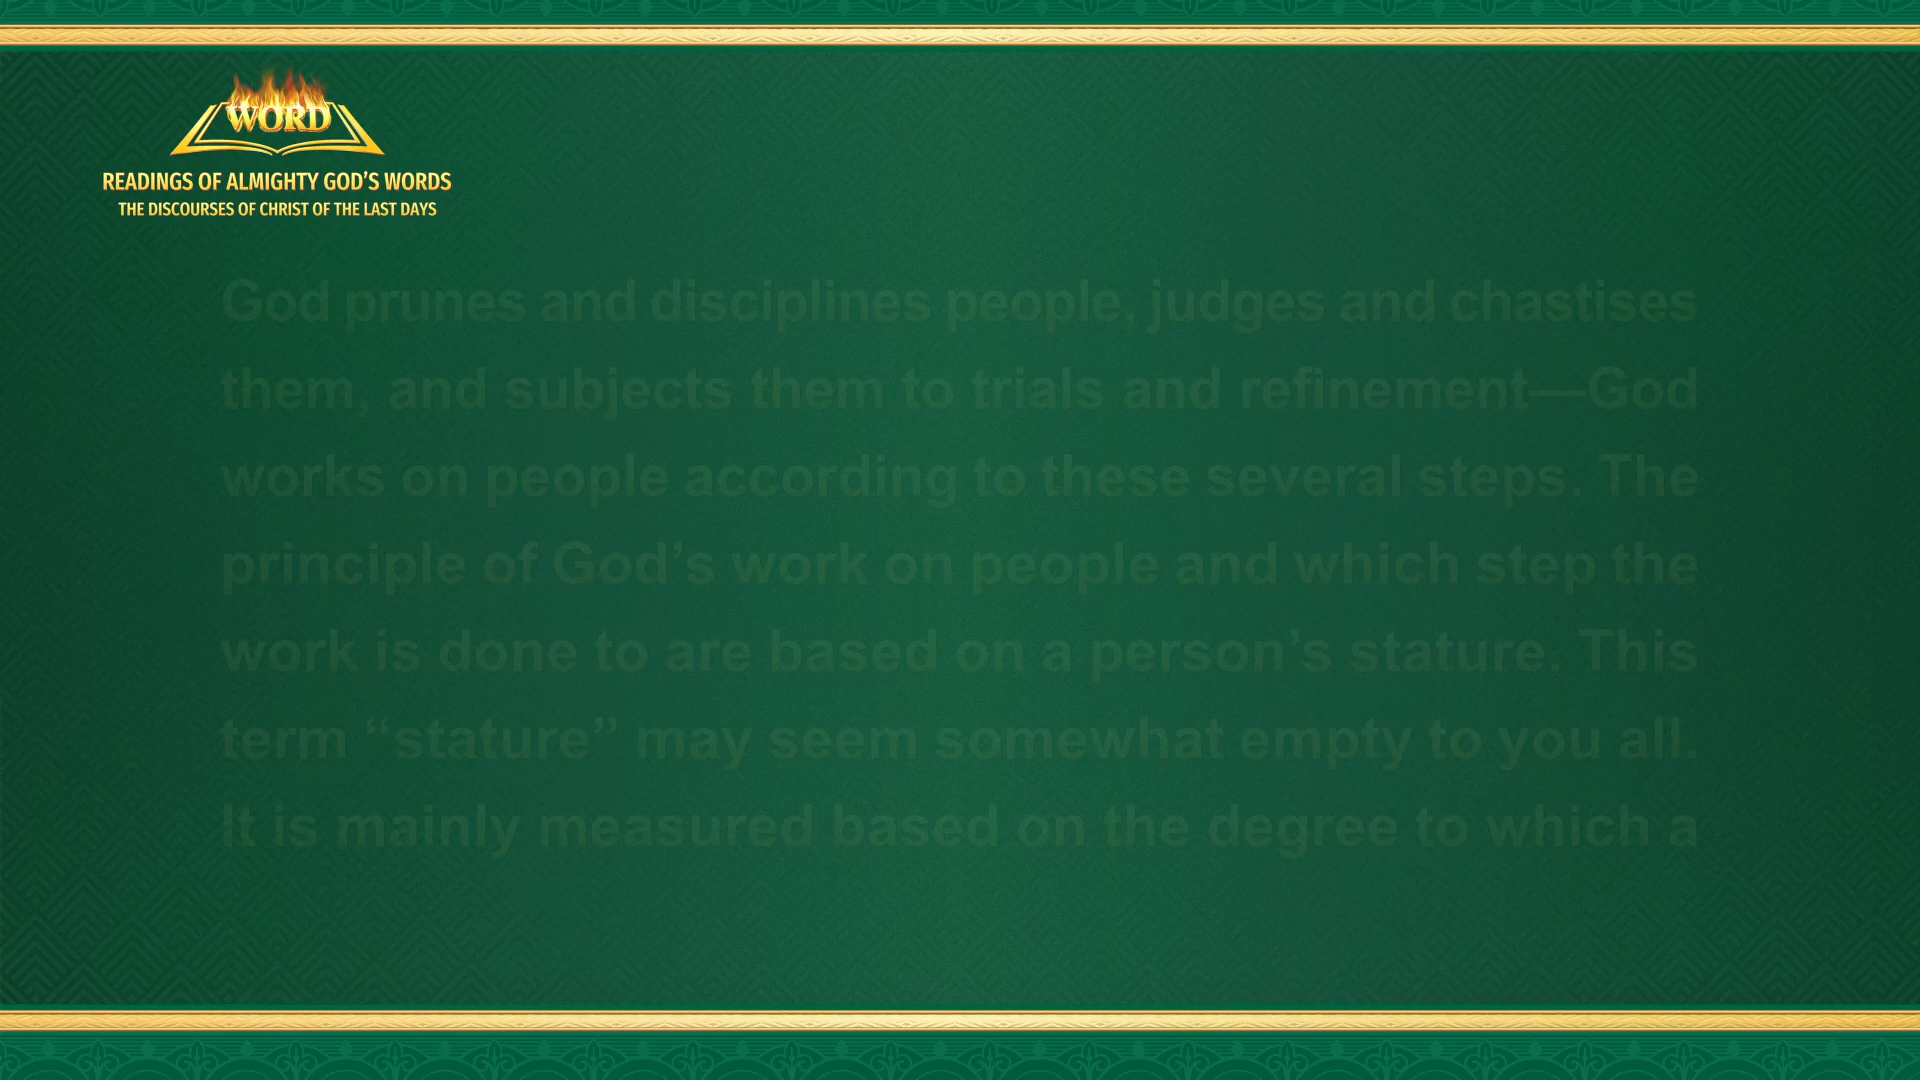 WORD
READINGS OF ALMIGHTY GOD’S WORDS
THE DISCOURSES OF CHRIST OF THE LAST DAYS
God prunes and disciplines people, judges and chastises
them, and subjects them to trials and refinement—God
works on people according to these several steps. The
principle of God’s work on people and which step the
work is done to are based on a person’s stature. This
term “stature” may seem somewhat empty to you all.
It is mainly measured based on the degree to which a